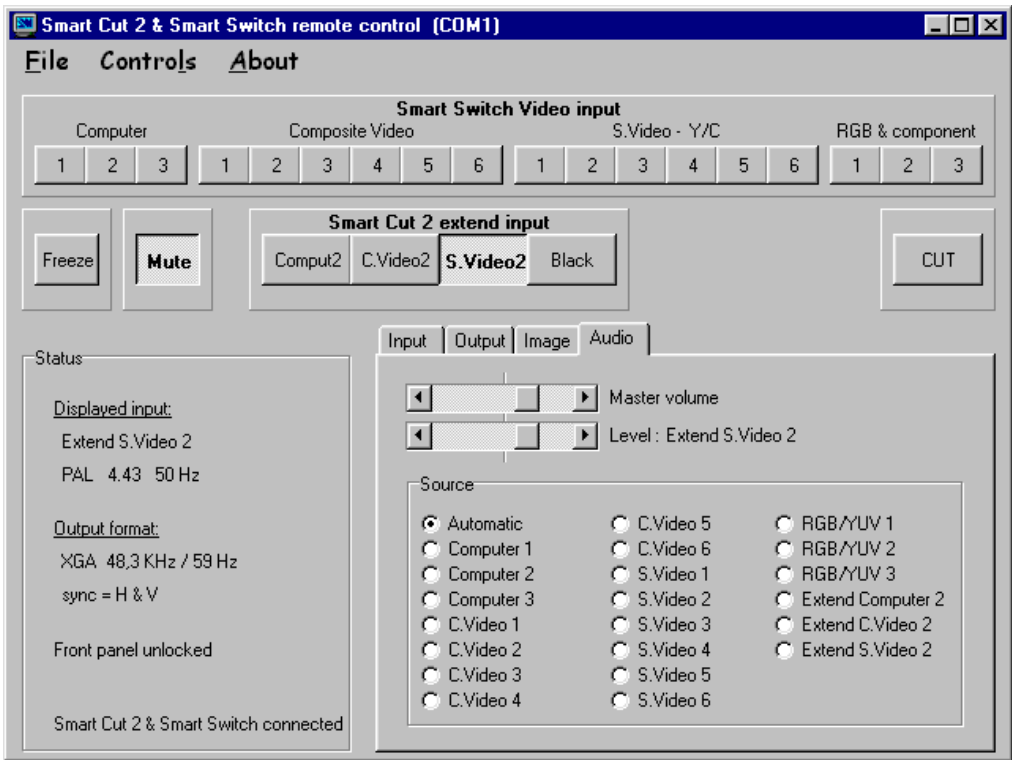 Smart Cut 2 & Smart Switch remote control (COM1)
File Controls About
Smart Switch Video input
Computer Composite Video S.Video - Y/C RGB & component
1 2 3 1 2 3 4 5 6 1 2 3 4 5 6 1 2 3
Smart Cut 2 extend input
Freeze Mute Comput2 C.Video2 S.Video2 Black CUT
Input Output Image Audio
Status
Displayed input:
Extend S.Video 2
PAL 4.43 50 Hz
Output format:
XGA 48,3 KHz / 59 Hz
sync = H & V
Front panel unlocked
Smart Cut 2 & Smart Switch connected
Master volume
Level : Extend S.Video 2
Source
Automatic
Computer 1
Computer 2
Computer 3
C.Video 1
C.Video 2
C.Video 3
C.Video 4
C.Video 5
C.Video 6
S.Video 1
S.Video 2
S.Video 3
S.Video 4
S.Video 5
S.Video 6
RGB/YUV 1
RGB/YUV 2
RGB/YUV 3
Extend Computer 2
Extend C.Video 2
Extend S.Video 2